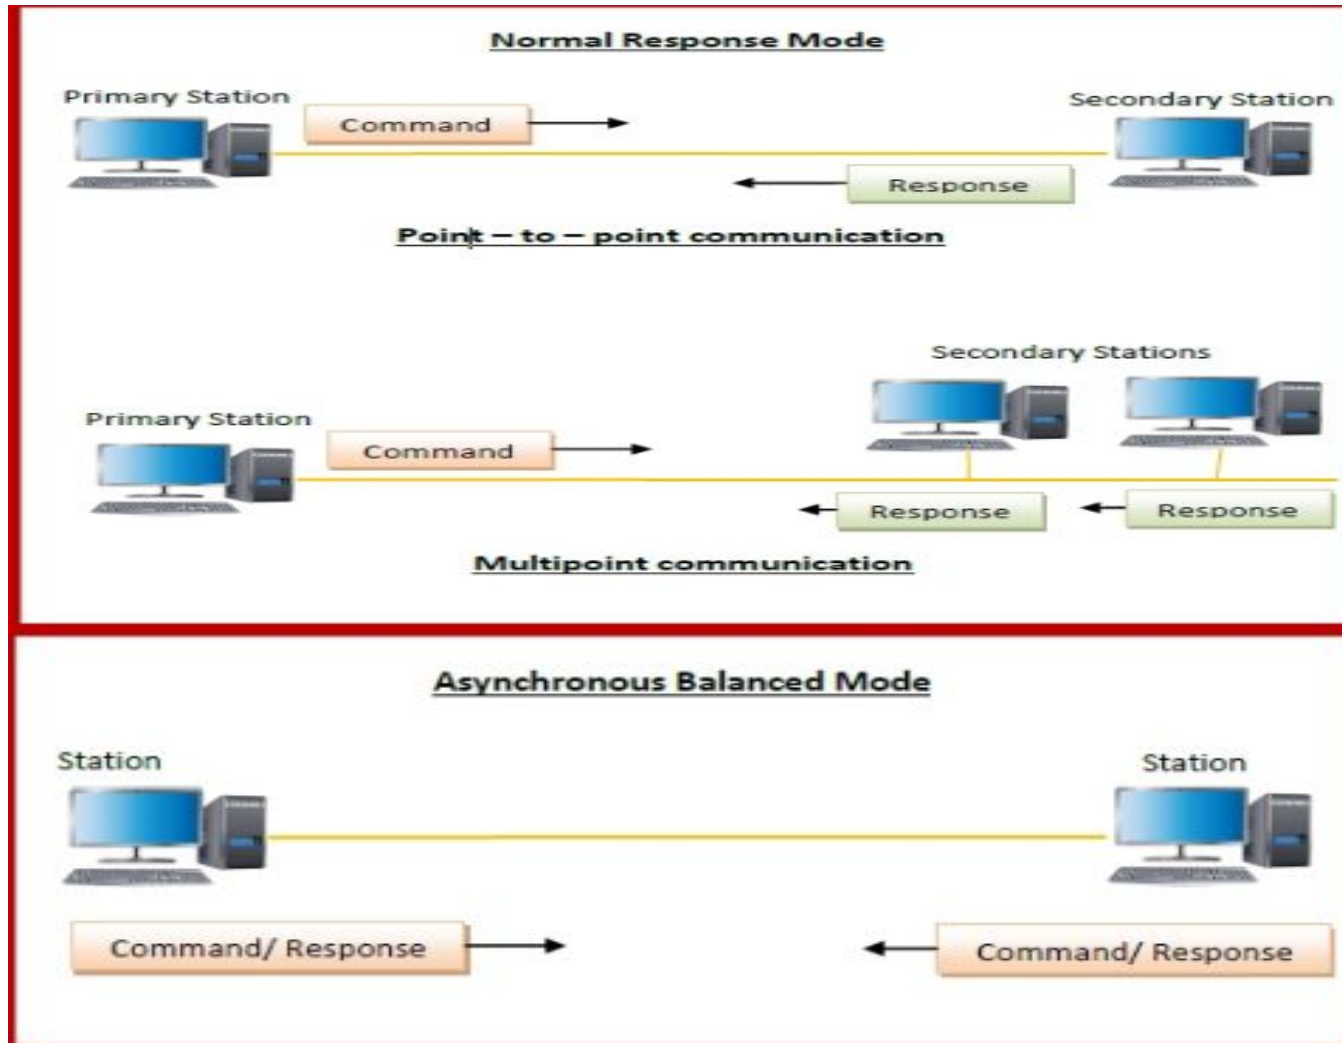 Normal Response Mode
Primary Station
Secondary Station
Command
Response
Point – to – point communication
Secondary Stations
Primary Station
Command
Response
Response
Multipoint communication
Asynchronous Balanced Mode
Station
Station
Command/ Response
Command/ Response